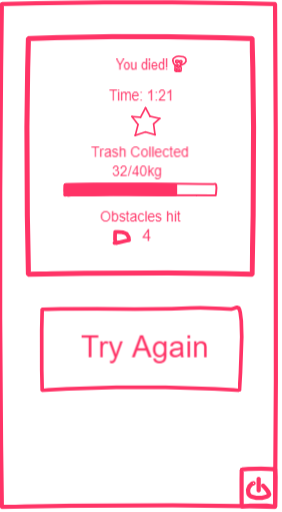 You died!
Time: 1:21
Trash Collected
32/40kg
Obstacles hit
4
Try Again